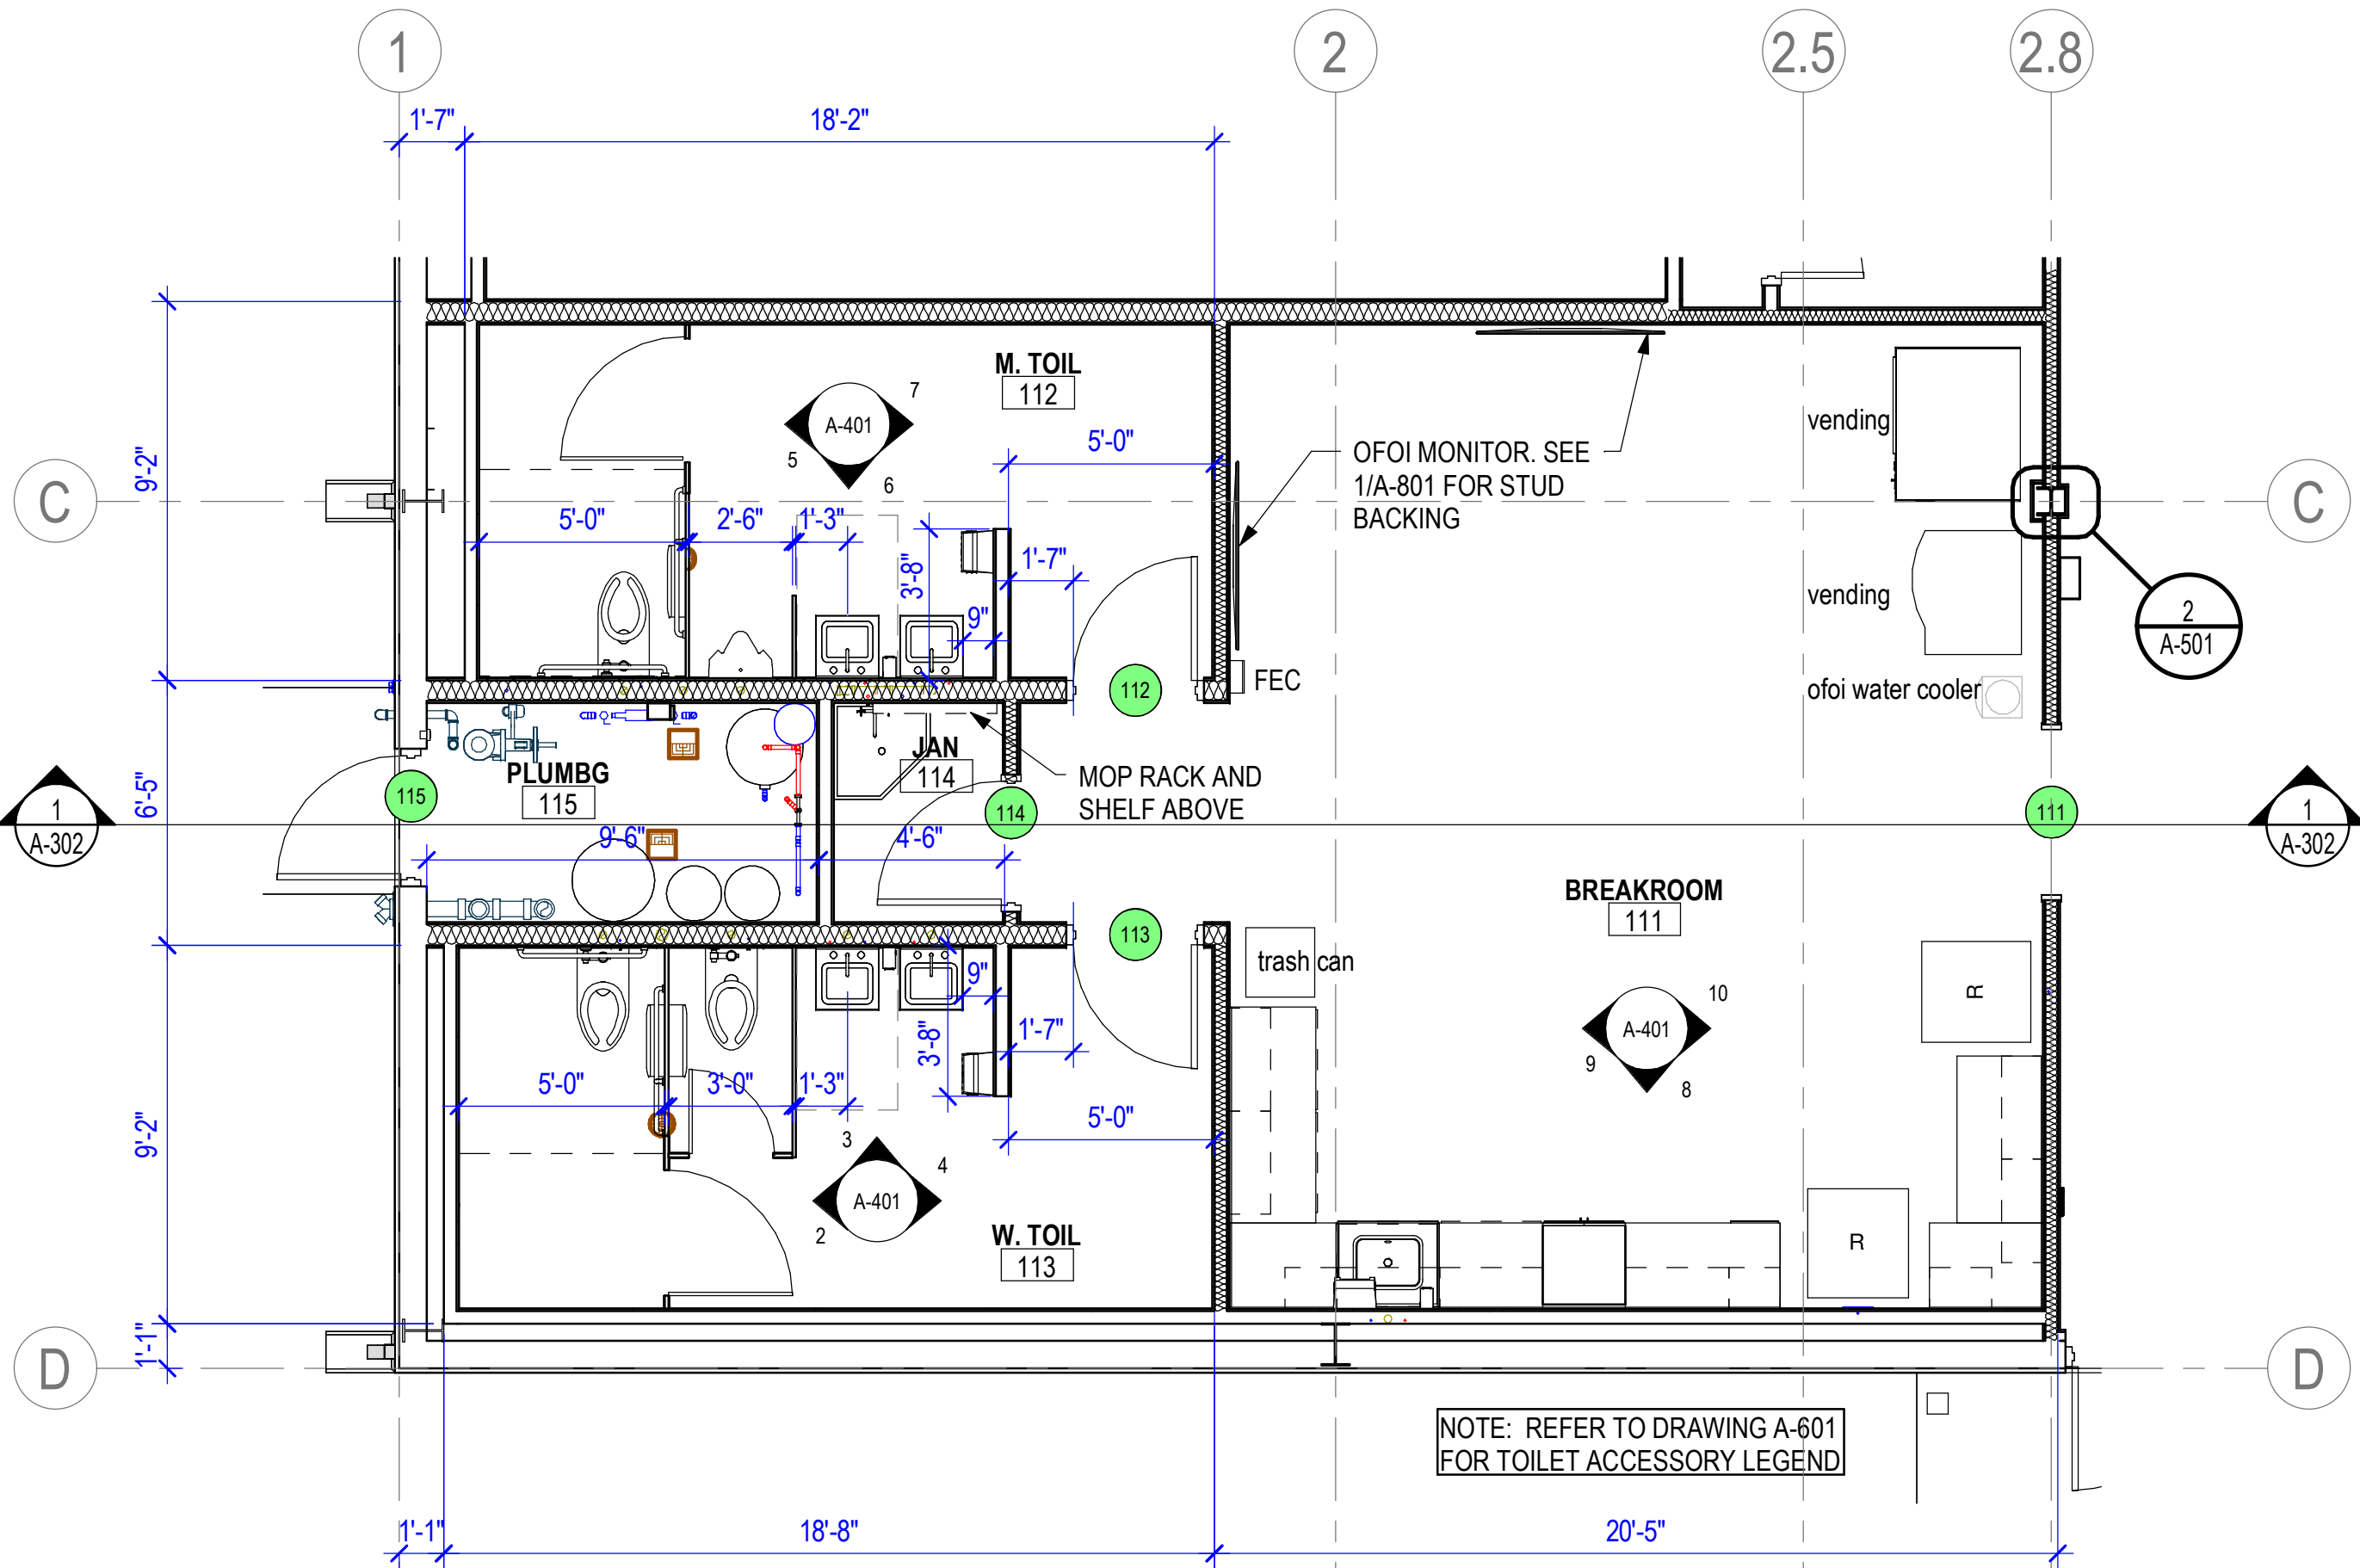 1
2
2.5
2.8
1'-7"
18'-2"
M. TOIL
112
7
A-401
5
6
5'-0"
OFOI MONITOR. SEE
1/A-801 FOR STUD
BACKING
vending
9'-2"
C
C
5'-0"
2'-6"
1'-3"
3'-8"
1'-7"
9"
vending
2
A-501
112
FEC
ofoi water cooler
JAN
114
PLUMBG
115
MOP RACK AND
SHELF ABOVE
115
6'-5"
1
A-302
114
111
1
A-302
9'-6"
4'-6"
BREAKROOM
111
113
trash can
9"
R
10
A-401
9
8
1'-7"
3'-8"
5'-0"
3'-0"
1'-3"
5'-0"
9'-2"
3
4
A-401
2
W. TOIL
113
R
1'-1"
D
D
NOTE: REFER TO DRAWING A-601
FOR TOILET ACCESSORY LEGEND
1'-1"
18'-8"
20'-5"